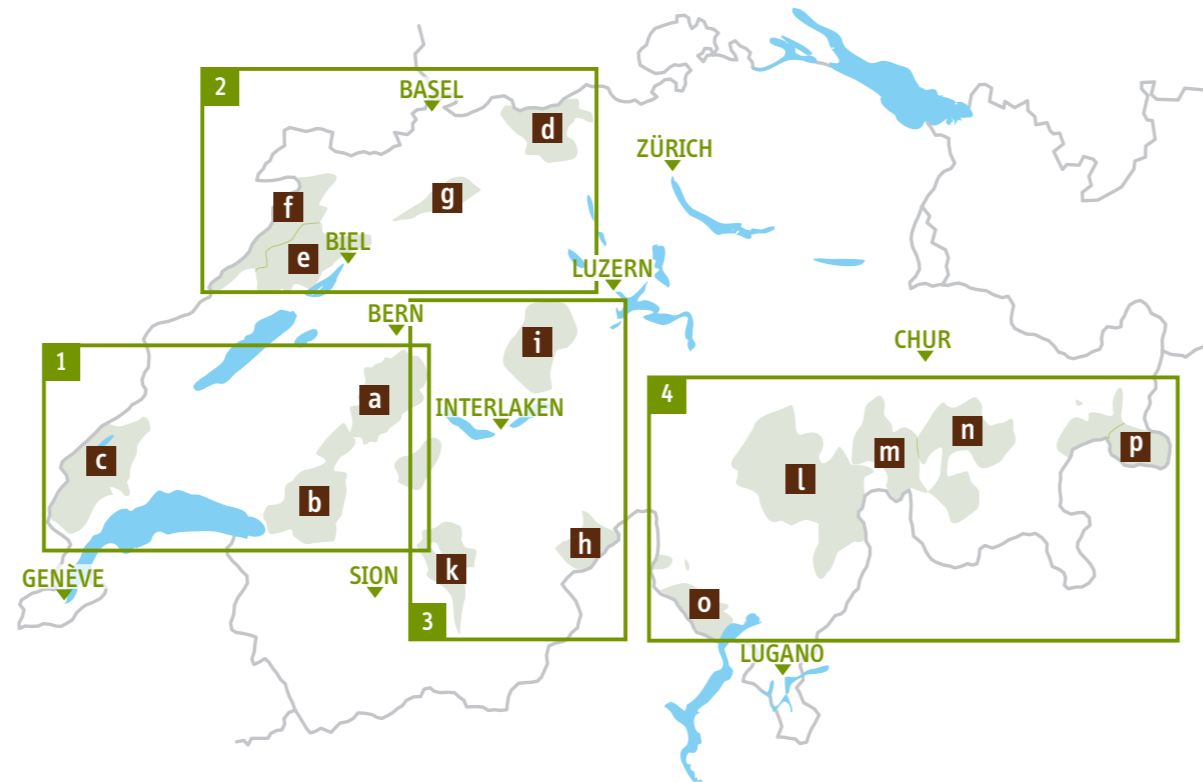 2
BASEL
d
ZÜRICH
g
f
e
BIEL
LUZERN
BERN
i
CHUR
1
4
a
INTERLAKEN
n
m
p
c
l
b
h
k
SION
GENÈVE
o
3
LUGANO